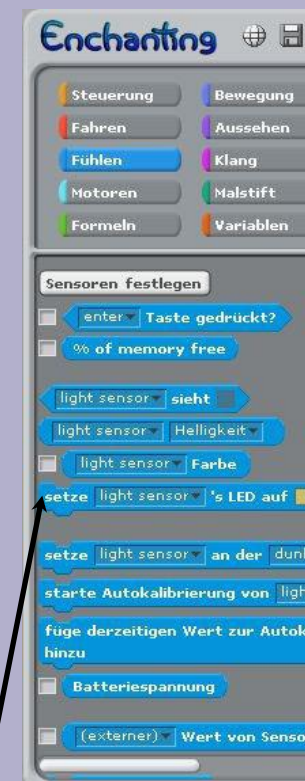 Enchanting
Steuerung Bewegung
Fahren Aussehen
Fühlen Klang
Motoren Malstift
Formeln Variablen
Sensoren festlegen
enter Taste gedrückt?
% of memory free
light sensor sieht
light sensor Helligkeit
light sensor Farbe
setze light sensor 's LED auf
setze light sensor an der dunk
starte Autokalibrierung von ligh
füge derzeitigen Wert zur Autok
hinzu
Batteriespannung
(externer) Wert von Senso